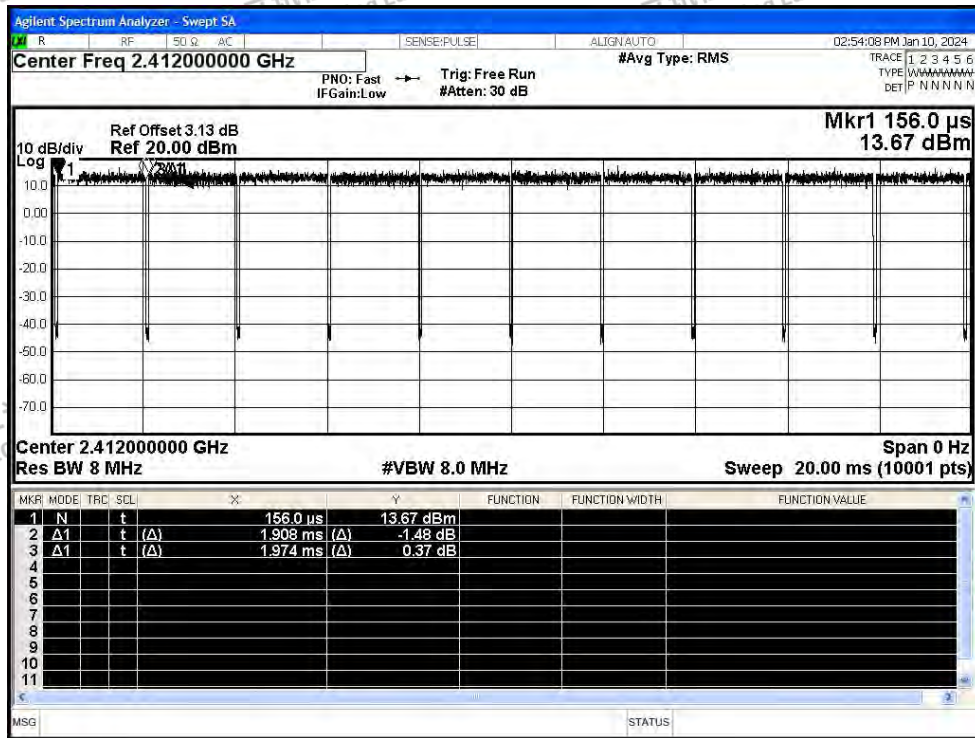 Agilent Spectrum Analyzer - Swept SA
LXI R RF 50 Ω AC SENSE:PULSE ALIGN AUTO 02:54:08 PM Jan 10, 2024
Center Freq 2.412000000 GHz
PNO: Fast
IFGain:Low
Trig: Free Run
#Atten: 30 dB
#Avg Type: RMS
TRACE 1 2 3 4 5 6
TYPE
DET P N N N N N
Mkr1 156.0 µs
13.67 dBm
Ref Offset 3.13 dB
10 dB/div Ref 20.00 dBm
Log
1
10.0
0.00
-10.0
-20.0
-30.0
-40.0
-50.0
-60.0
-70.0
Center 2.412000000 GHz Span 0 Hz
Res BW 8 MHz #VBW 8.0 MHz Sweep 20.00 ms (10001 pts)
MKR MODE TRC SCL X Y FUNCTION FUNCTION WIDTH FUNCTION VALUE
1 N t 156.0 µs 13.67 dBm
2 Δ1 t (Δ) 1.908 ms (Δ) -1.48 dB
3 Δ1 t (Δ) 1.974 ms (Δ) 0.37 dB
4
5
6
7
8
9
10
11
MSG STATUS